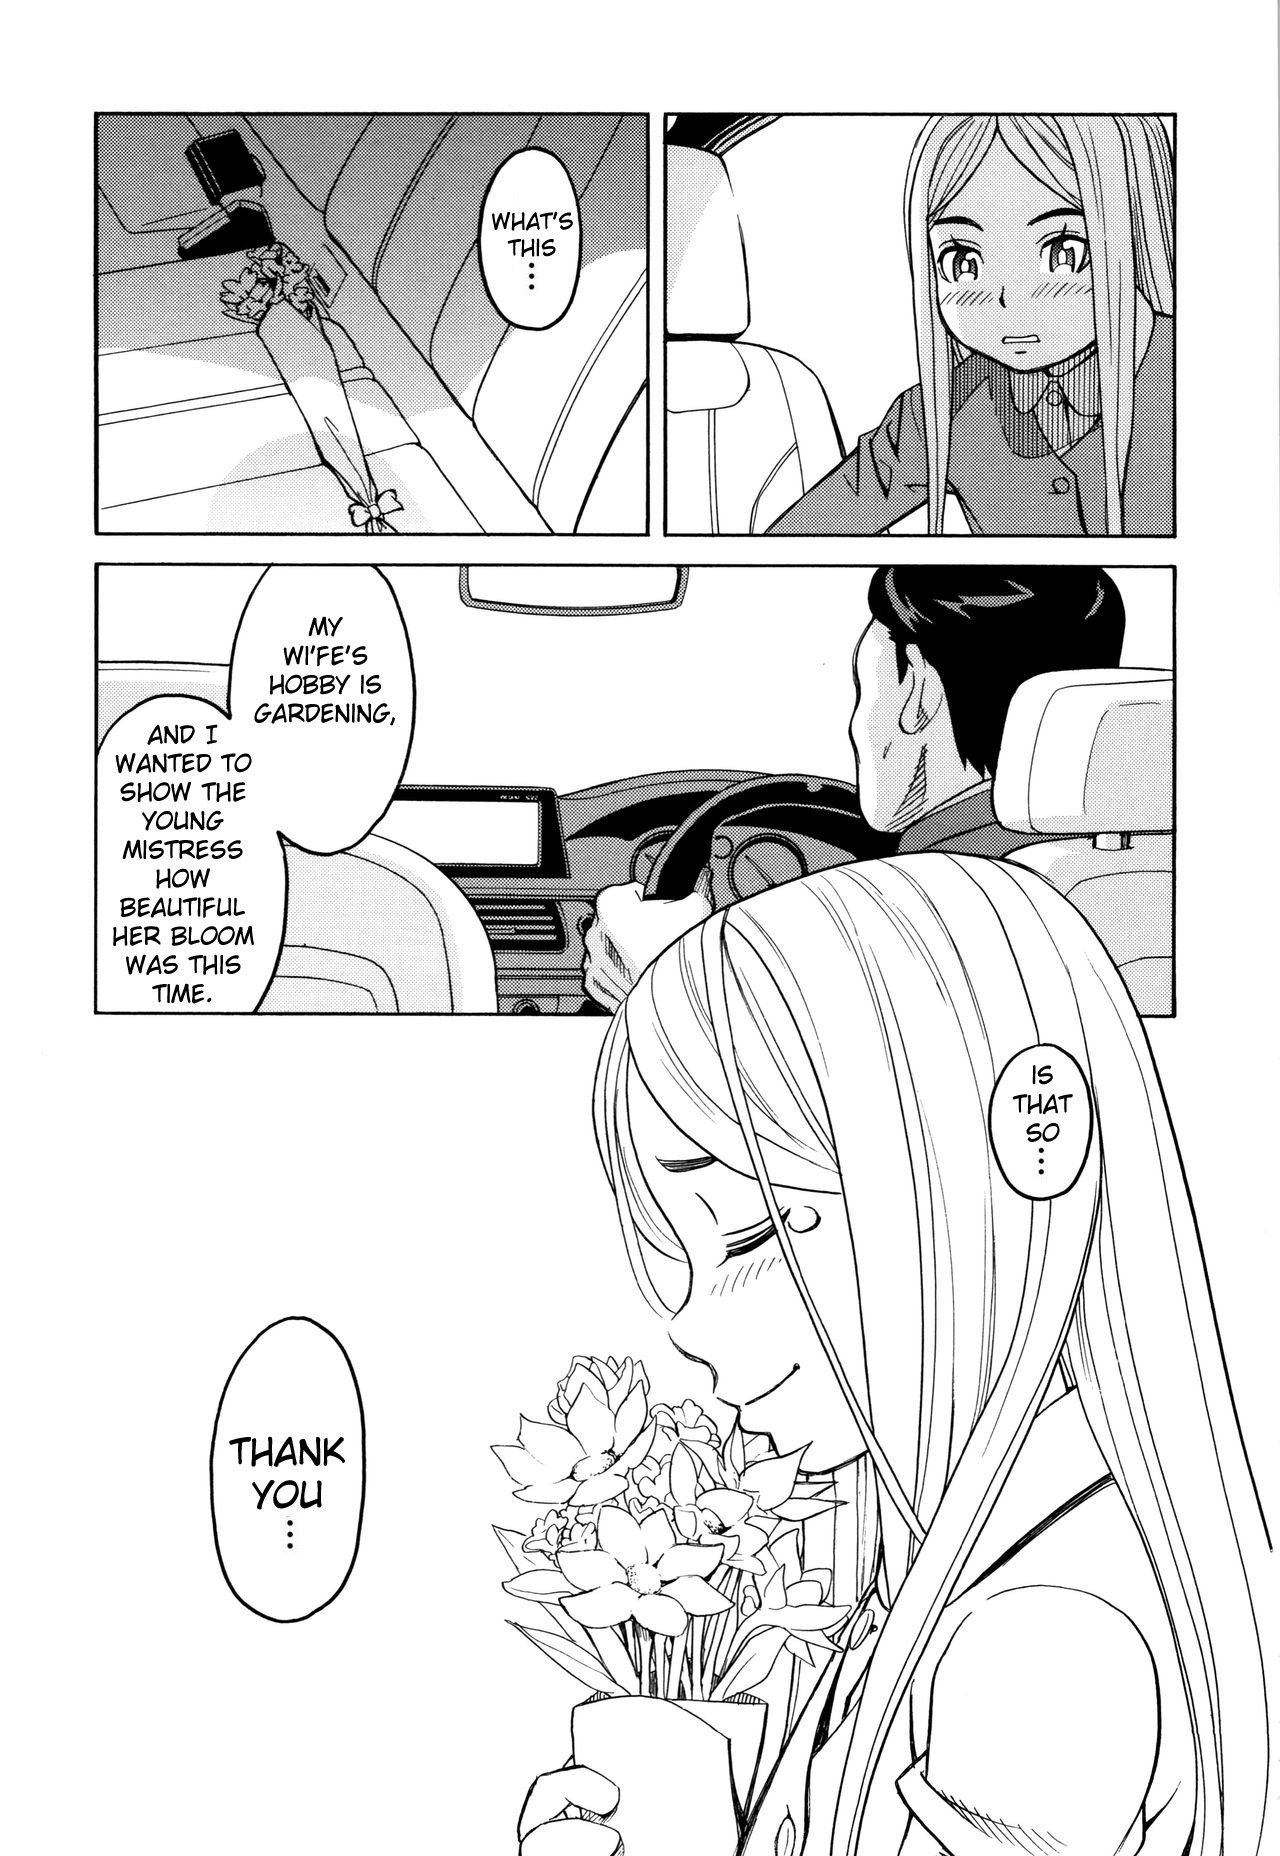 WHAT'S
THIS
...
MY
WI'FE'S
HOBBY IS
GARDENING,
AND I
WANTED TO
SHOW THE
YOUNG
MISTRESS
HOW
BEAUTIFUL
HER BLOOM
WAS THIS
TIME.
IS
THAT
SO
...
THANK
YOU
...